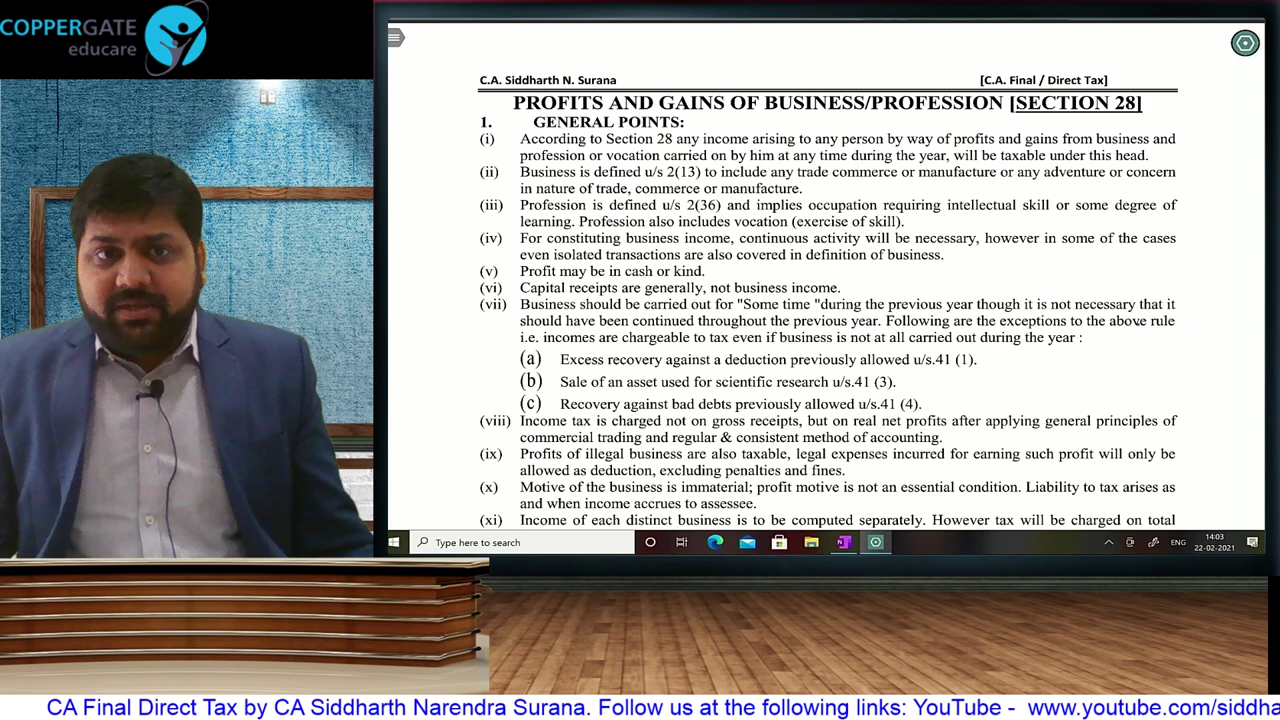 COPPERGATE
educare
C.A. Siddharth N. Surana [C.A. Final / Direct Tax]
PROFITS AND GAINS OF BUSINESS/PROFESSION [SECTION 28]
1. GENERAL POINTS:
(i) According to Section 28 any income arising to any person by way of profits and gains from business and
profession or vocation carried on by him at any time during the year, will be taxable under this head.
(ii) Business is defined u/s 2(13) to include any trade commerce or manufacture or any adventure or concern
in nature of trade, commerce or manufacture.
(iii) Profession is defined u/s 2(36) and implies occupation requiring intellectual skill or some degree of
learning. Profession also includes vocation (exercise of skill).
(iv) For constituting business income, continuous activity will be necessary, however in some of the cases
even isolated transactions are also covered in definition of business.
(v) Profit may be in cash or kind.
(vi) Capital receipts are generally, not business income.
(vii) Business should be carried out for "Some time "during the previous year though it is not necessary that it
should have been continued throughout the previous year. Following are the exceptions to the above rule
i.e. incomes are chargeable to tax even if business is not at all carried out during the year :
(a) Excess recovery against a deduction previously allowed u/s.41 (1).
(b) Sale of an asset used for scientific research u/s.41 (3).
(c) Recovery against bad debts previously allowed u/s.41 (4).
(viii) Income tax is charged not on gross receipts, but on real net profits after applying general principles of
commercial trading and regular & consistent method of accounting.
(ix) Profits of illegal business are also taxable, legal expenses incurred for earning such profit will only be
allowed as deduction, excluding penalties and fines.
(x) Motive of the business is immaterial; profit motive is not an essential condition. Liability to tax arises as
and when income accrues to assessee.
(xi) Income of each distinct business is to be computed separately. However tax will be charged on total
Type here to search
ENG
14:03
22-02-2021
CA Final Direct Tax by CA Siddharth Narendra Surana. Follow us at the following links: YouTube - www.youtube.com/siddha